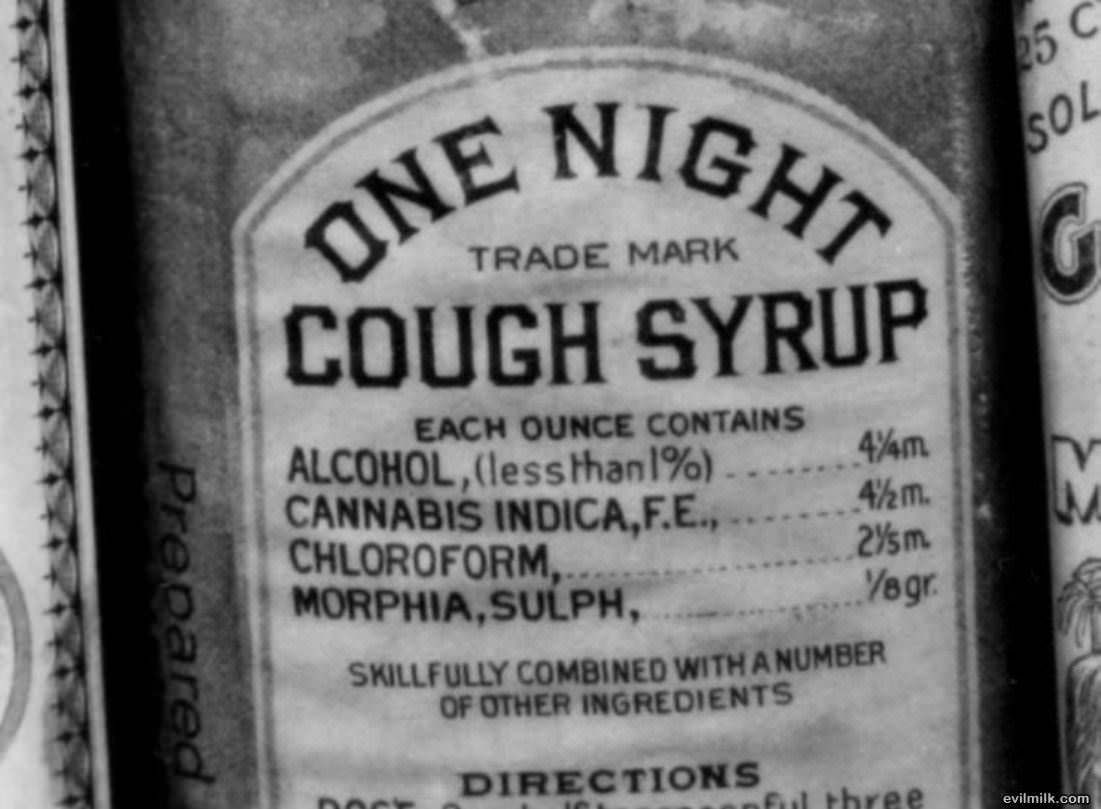 ONE NIGHT
TRADE MARK
COUGH SYRUP
EACH OUNCE CONTAINS
ALCOHOL, (less than 1%) ........ 4¼m.
CANNABIS INDICA, F.E., ........ 4½m.
CHLOROFORM, ........ 2⅕m.
MORPHIA, SULPH, ........ ⅛gr.
SKILLFULLY COMBINED WITH A NUMBER
OF OTHER INGREDIENTS
DIRECTIONS
three
Prepared
25 C
SOL
G
M
evilmilk.com